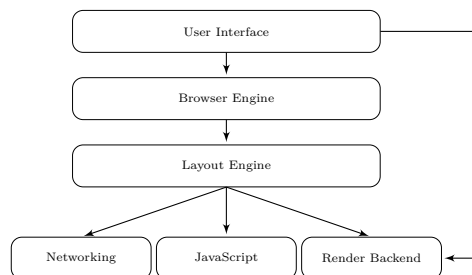 User Interface
Browser Engine
Layout Engine
Networking
JavaScript
Render Backend